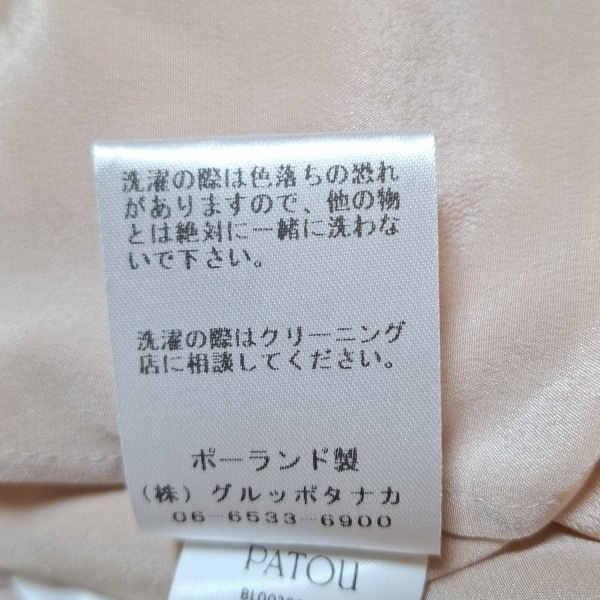 洗濯の際は色落ちの恐れ
がありますので、他の物
とは絶対に一緒に洗わな
いで下さい。
洗濯の際はクリーニング
店に相談してください。
ポーランド製
(株) グルッポタナカ
06-6533-6900
PATOU